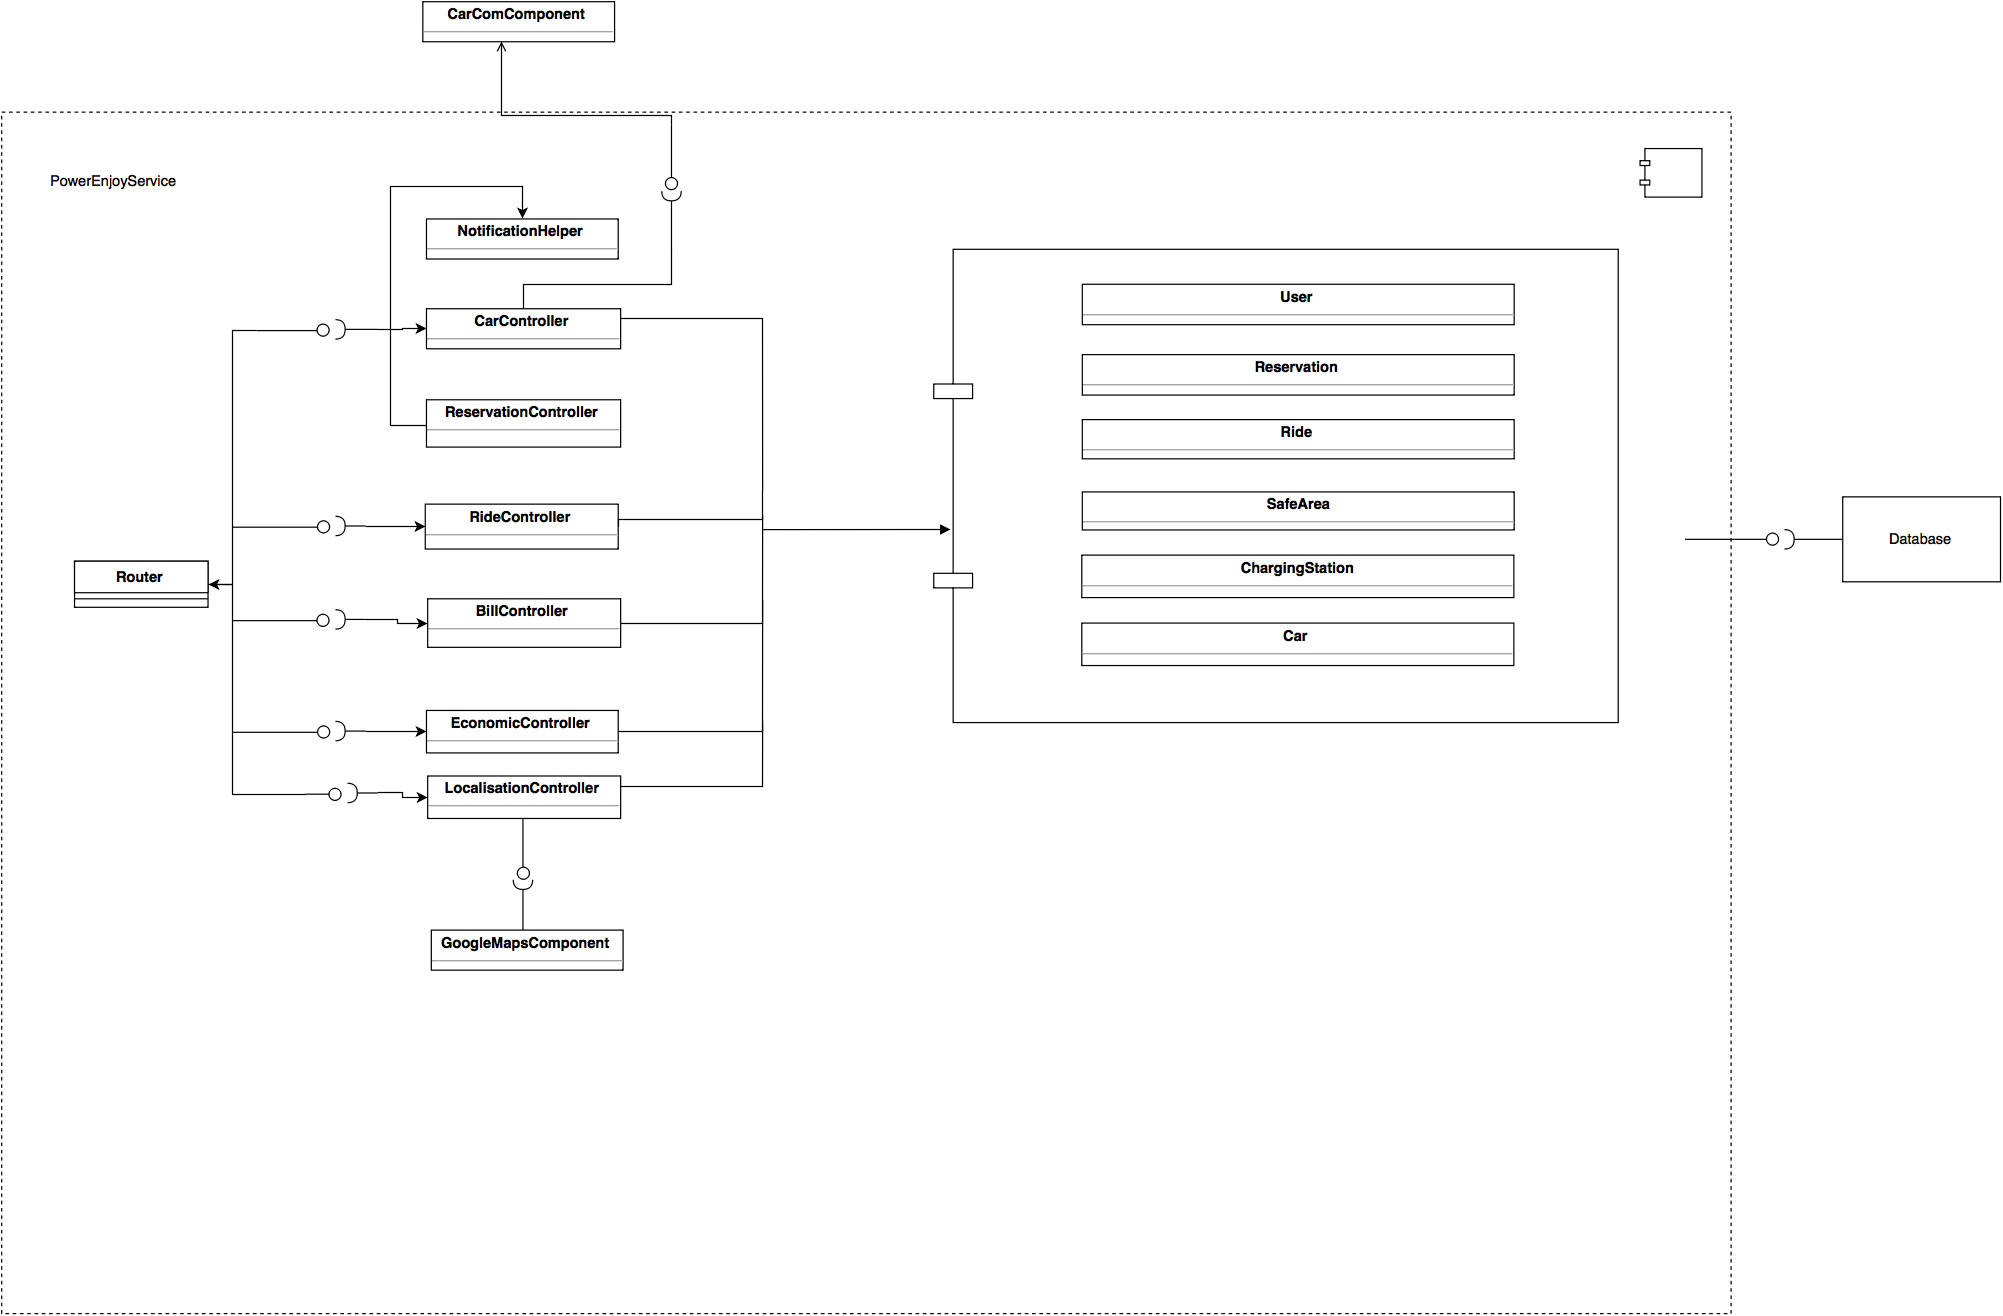 CarComComponent
PowerEnjoyService
NotificationHelper
CarController
ReservationController
RideController
Router
BillController
EconomicController
LocalisationController
GoogleMapsComponent
User
Reservation
Ride
SafeArea
ChargingStation
Car
Database